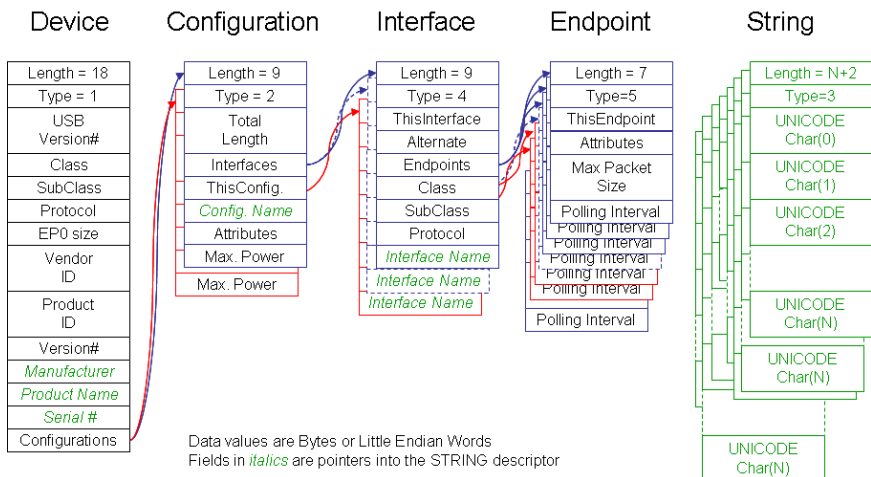 Device
Configuration
Interface
Endpoint
String
Length = 18
Type = 1
USB
Version#
Class
SubClass
Protocol
EP0 size
Vendor
ID
Product
ID
Version#
Manufacturer
Product Name
Serial #
Configurations
Length = 9
Type = 2
Total
Length
Interfaces
ThisConfig.
Config. Name
Attributes
Max. Power
Max. Power
Length = 9
Type = 4
ThisInterface
Alternate
Endpoints
Class
SubClass
Protocol
Interface Name
Interface Name
Interface Name
Length = 7
Type=5
ThisEndpoint
Attributes
Max Packet
Size
Polling Interval
Polling Interval
Polling Interval
Polling Interval
Polling Interval
Polling Interval
Polling Interval
Length = N+2
Type=3
UNICODE
Char(0)
UNICODE
Char(1)
UNICODE
Char(2)
UNICODE
Char(N)
UNICODE
Char(N)
UNICODE
Char(N)
Data values are Bytes or Little Endian Words
Fields in italics are pointers into the STRING descriptor